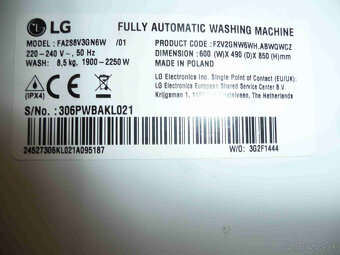 LG FULLY AUTOMATIC WASHING MACHINE
MODEL : FA2S8V3GN6W /01
220-240 V~, 50 Hz
WASH : 8,5 kg, 1900-2250 W
PRODUCT CODE : F2V2GNW6WH.ABWQWCZ
DIMENSION : 600 (W)X 490 (D)X 850 (H)mm
MADE IN POLAND
(IPX4)
LG Electronics Inc. Single Point of Contact (EU/UK):
LG Electronics European Shared Service Center B.V.
Krijgsman 1, The Netherlands
S/No. : 306PWBAKL021
24527306KL021A095187
W/O: 3G2F1444